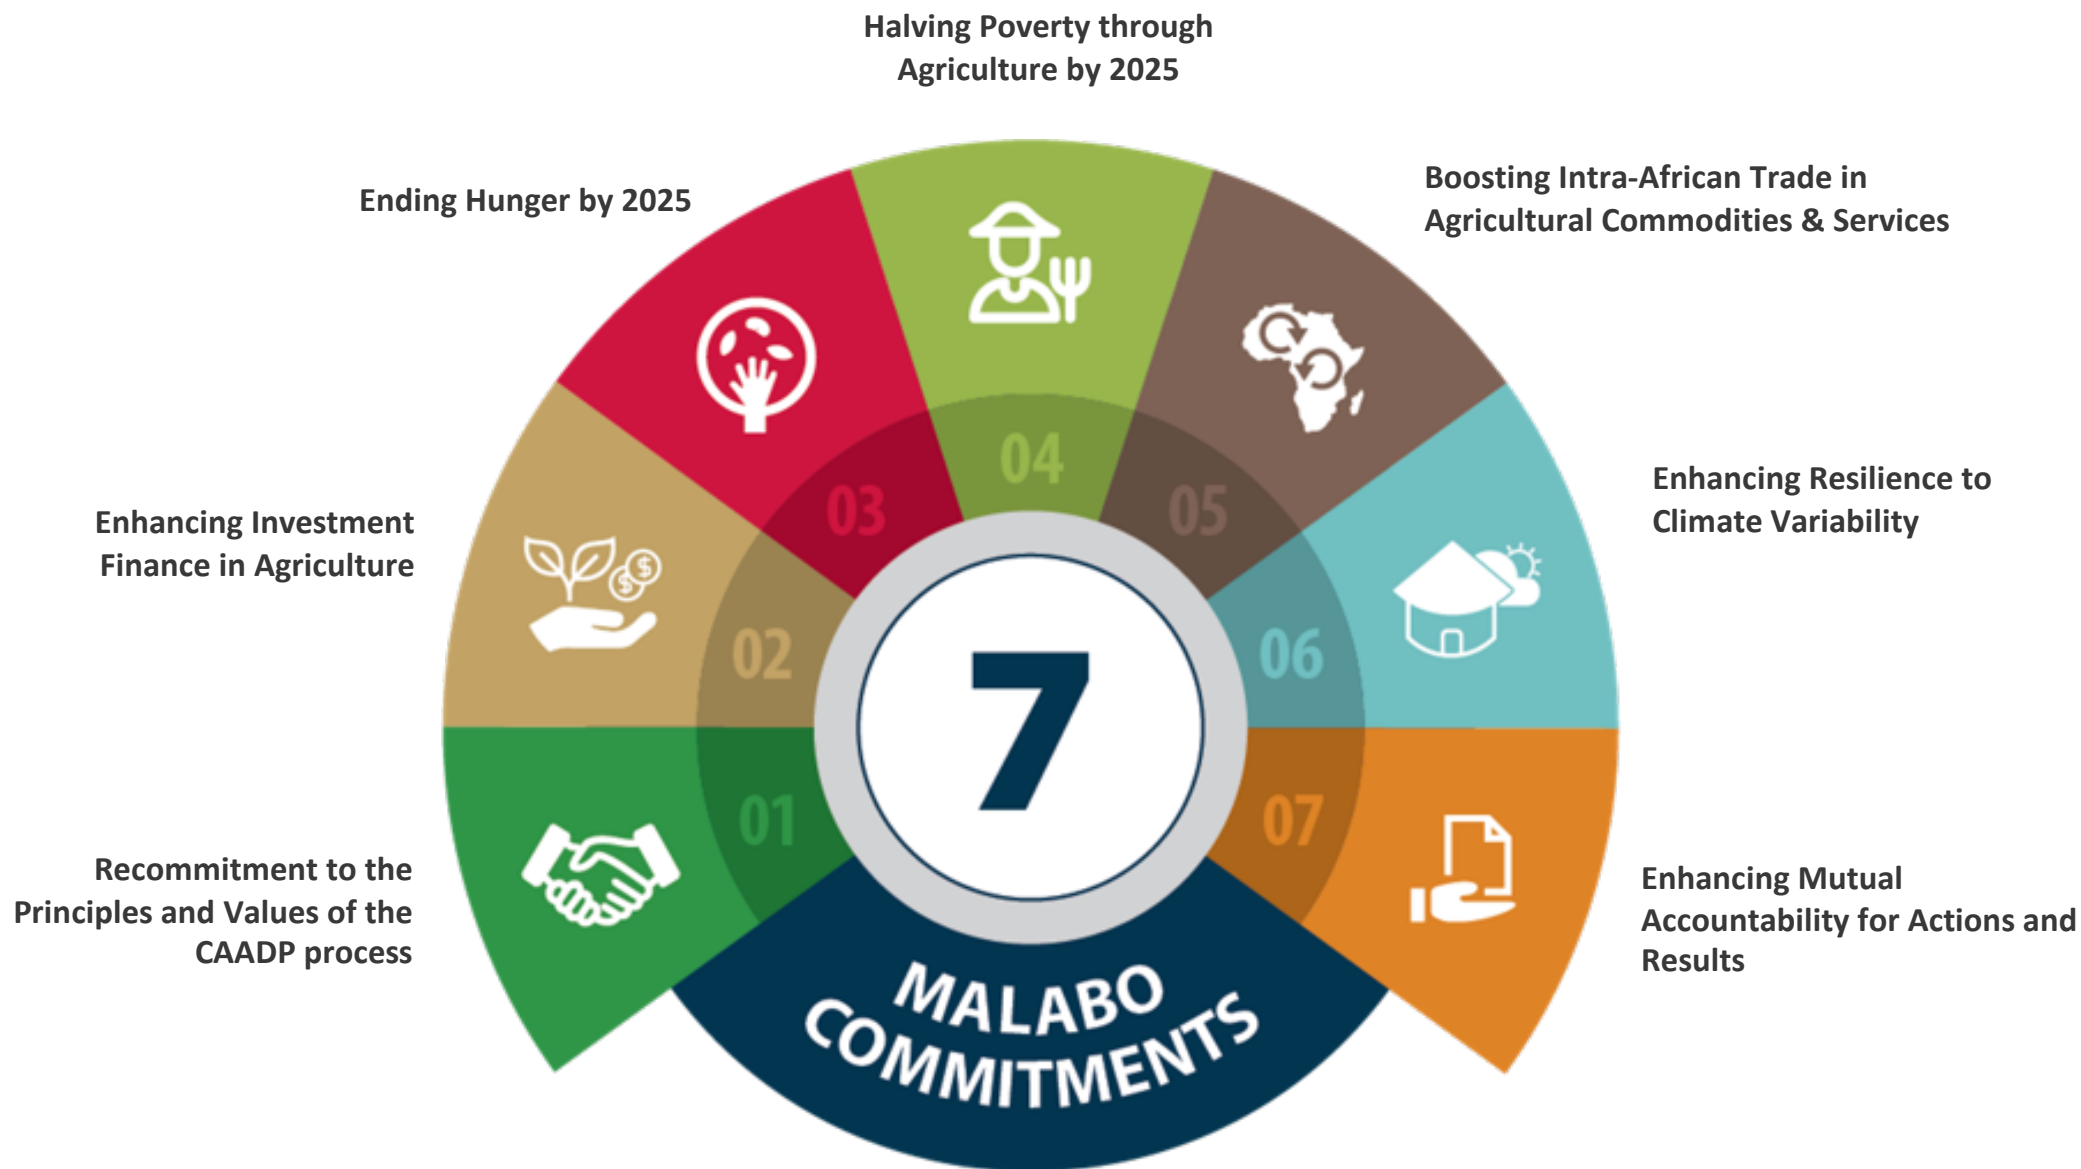 Halving Poverty through
Agriculture by 2025
Ending Hunger by 2025
Boosting Intra-African Trade in
Agricultural Commodities & Services
Enhancing Investment
Finance in Agriculture
Enhancing Resilience to
Climate Variability
Recommitment to the
Principles and Values of the
CAADP process
Enhancing Mutual
Accountability for Actions and
Results
01
02
03
04
05
06
07
$
$
7
MALABO
COMMITMENTS